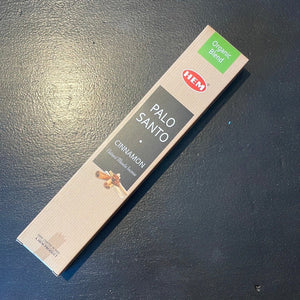 Organic
Blend
HEM
PALO
SANTO
•
CINNAMON